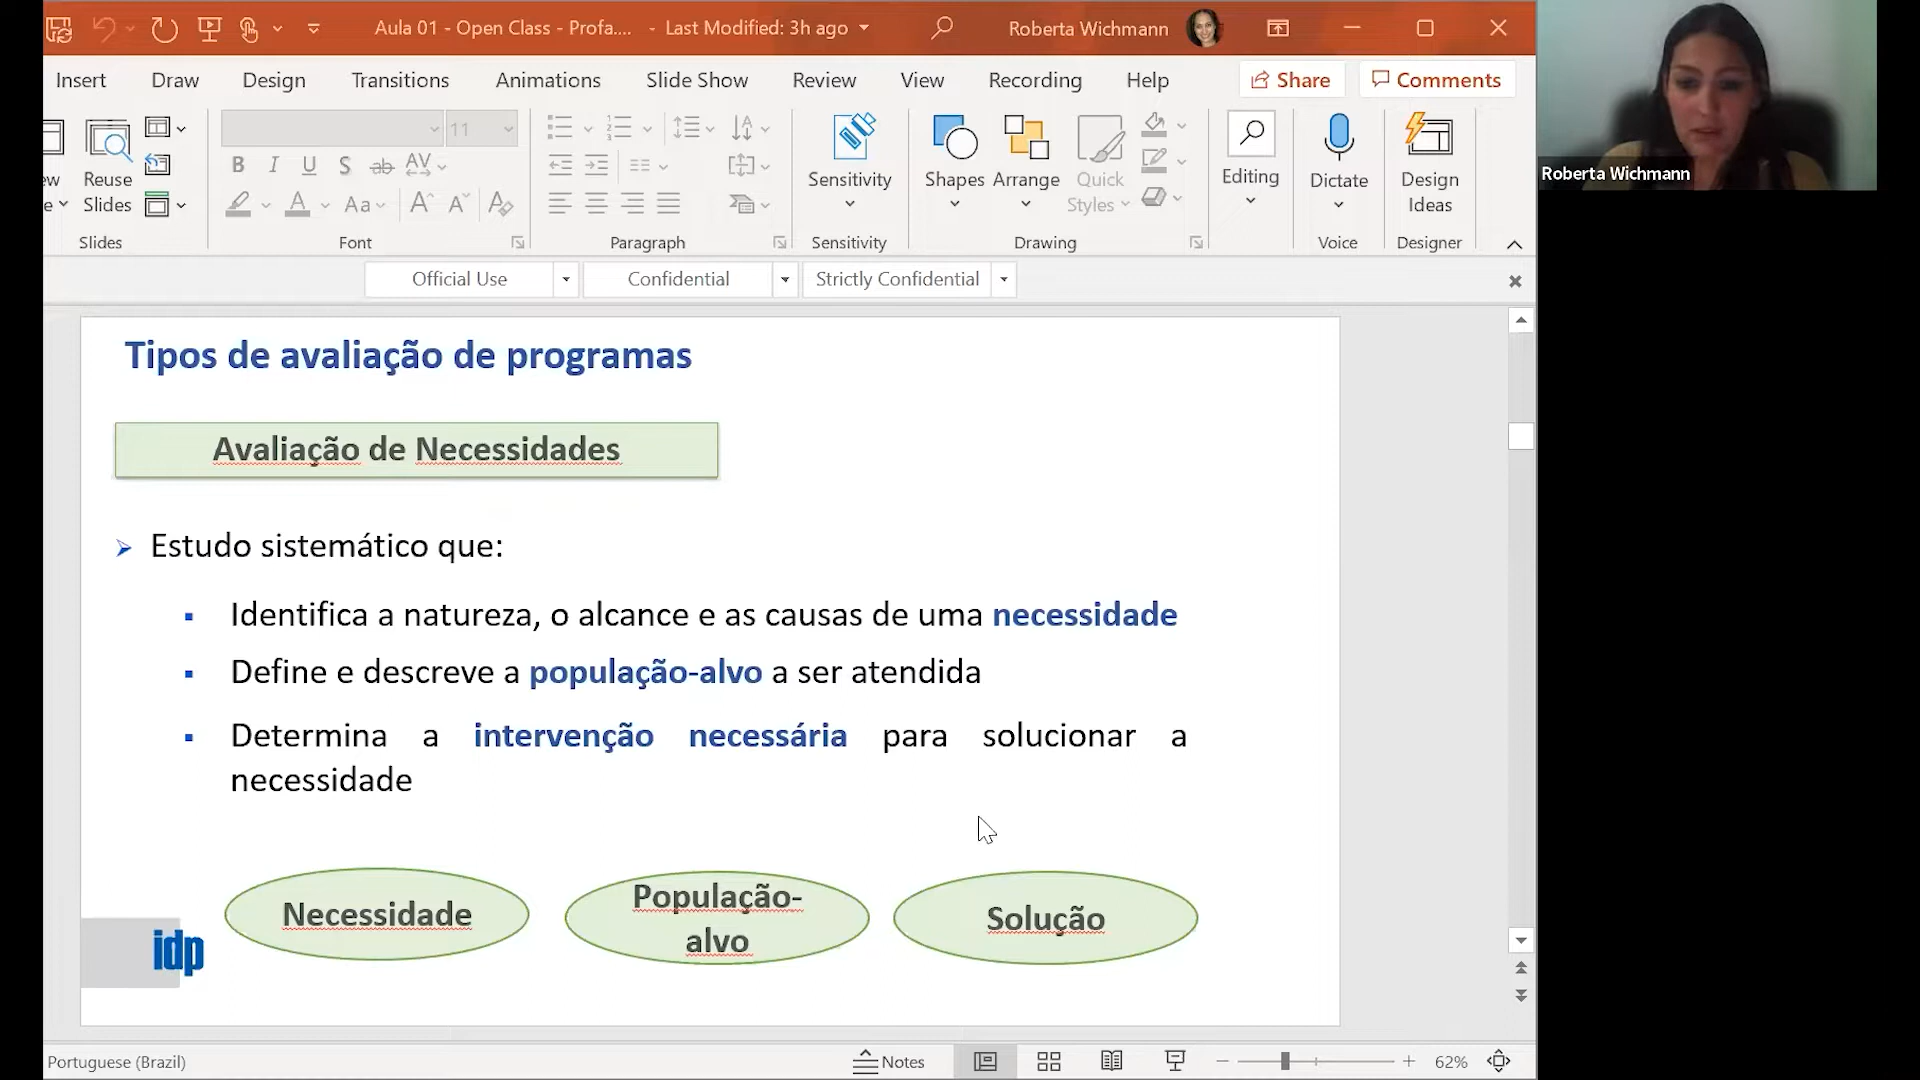 Aula 01 - Open Class - Profa.... - Last Modified: 3h ago
Roberta Wichmann
Insert Draw Design Transitions Animations Slide Show Review View Recording Help Share Comments
11
Reuse Slides
Sensitivity
Shapes
Arrange
Quick Styles
Editing
Dictate
Design Ideas
Slides Font Paragraph Sensitivity Drawing Voice Designer
Official Use Confidential Strictly Confidential
Tipos de avaliação de programas
Avaliação de Necessidades
Estudo sistemático que:
Identifica a natureza, o alcance e as causas de uma necessidade
Define e descreve a população-alvo a ser atendida
Determina a intervenção necessária para solucionar a
necessidade
Necessidade
População-
alvo
Solução
idp
Portuguese (Brazil) Notes 62%
Roberta Wichmann